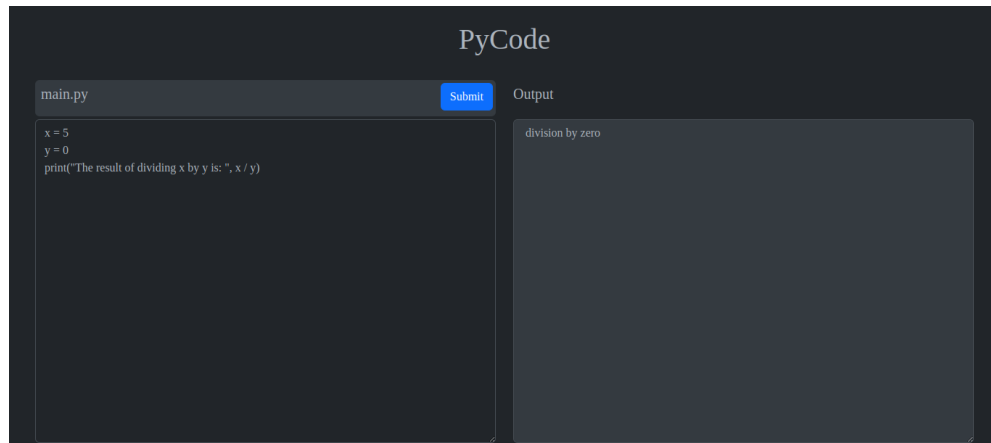 PyCode
main.py
Submit
x = 5
y = 0
print("The result of dividing x by y is: ", x / y)
Output
division by zero